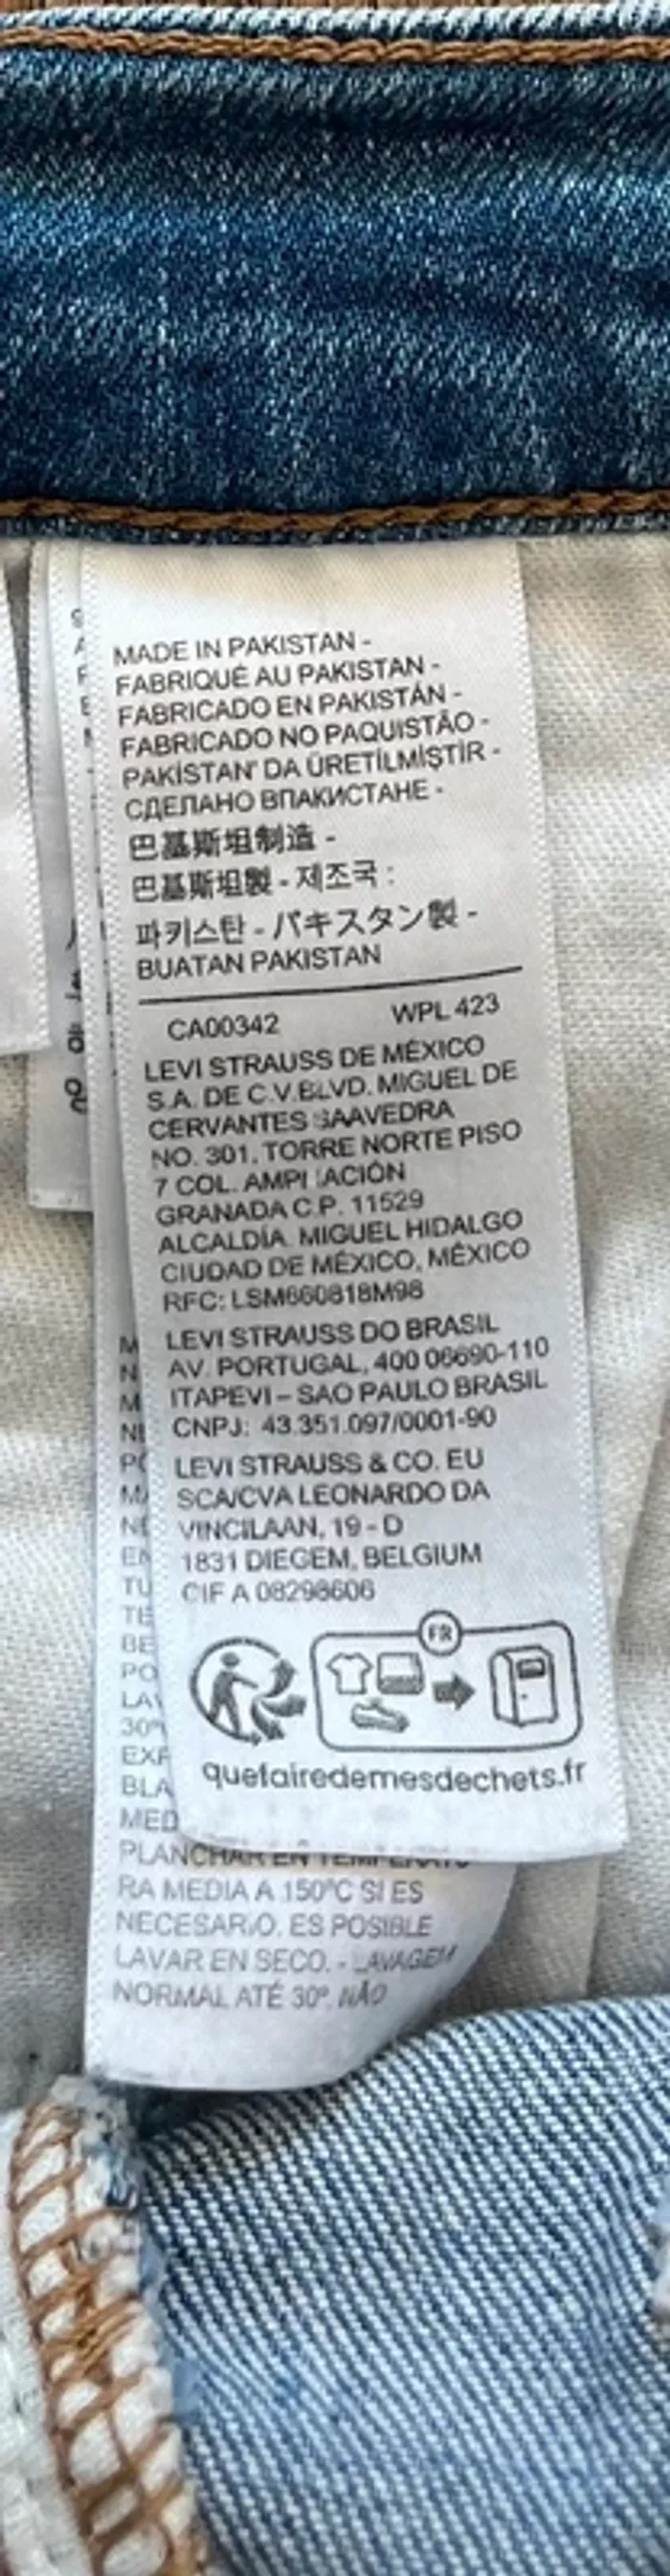 MADE IN PAKISTAN -
FABRIQUÉ AU PAKISTAN -
FABRICADO EN PAKISTÁN -
FABRICADO NO PAQUISTÃO -
PAKİSTAN' DA ÜRETİLMİŞTİR -
СДЕЛАНО ВПАКИСТАНЕ -
巴基斯坦制造 -
巴基斯坦製 - 제조국 :
파키스탄 - パキスタン製 -
BUATAN PAKISTAN
CA00342 WPL 423
LEVI STRAUSS DE MÉXICO
S.A. DE C.V.BLVD. MIGUEL DE
CERVANTES SAAVEDRA
NO. 301, TORRE NORTE PISO
7 COL. AMPLIACIÓN
GRANADA C.P. 11529
ALCALDÍA. MIGUEL HIDALGO
CIUDAD DE MÉXICO, MÉXICO
RFC: LSM660818M98
LEVI STRAUSS DO BRASIL
AV. PORTUGAL, 400 06690-110
ITAPEVI – SAO PAULO BRASIL
CNPJ: 43.351.097/0001-90
LEVI STRAUSS & CO. EU
SCA/CVA LEONARDO DA
VINCILAAN, 19 - D
1831 DIEGEM, BELGIUM
CIF A 08298606
FR
quefairedemesdechets.fr
PLANCHAR EN TEMPERATU
RA MEDIA A 150ºC SI ES
NECESARIO. ES POSIBLE
LAVAR EN SECO. - LAVAGEM
NORMAL ATÉ 30º. NÃO